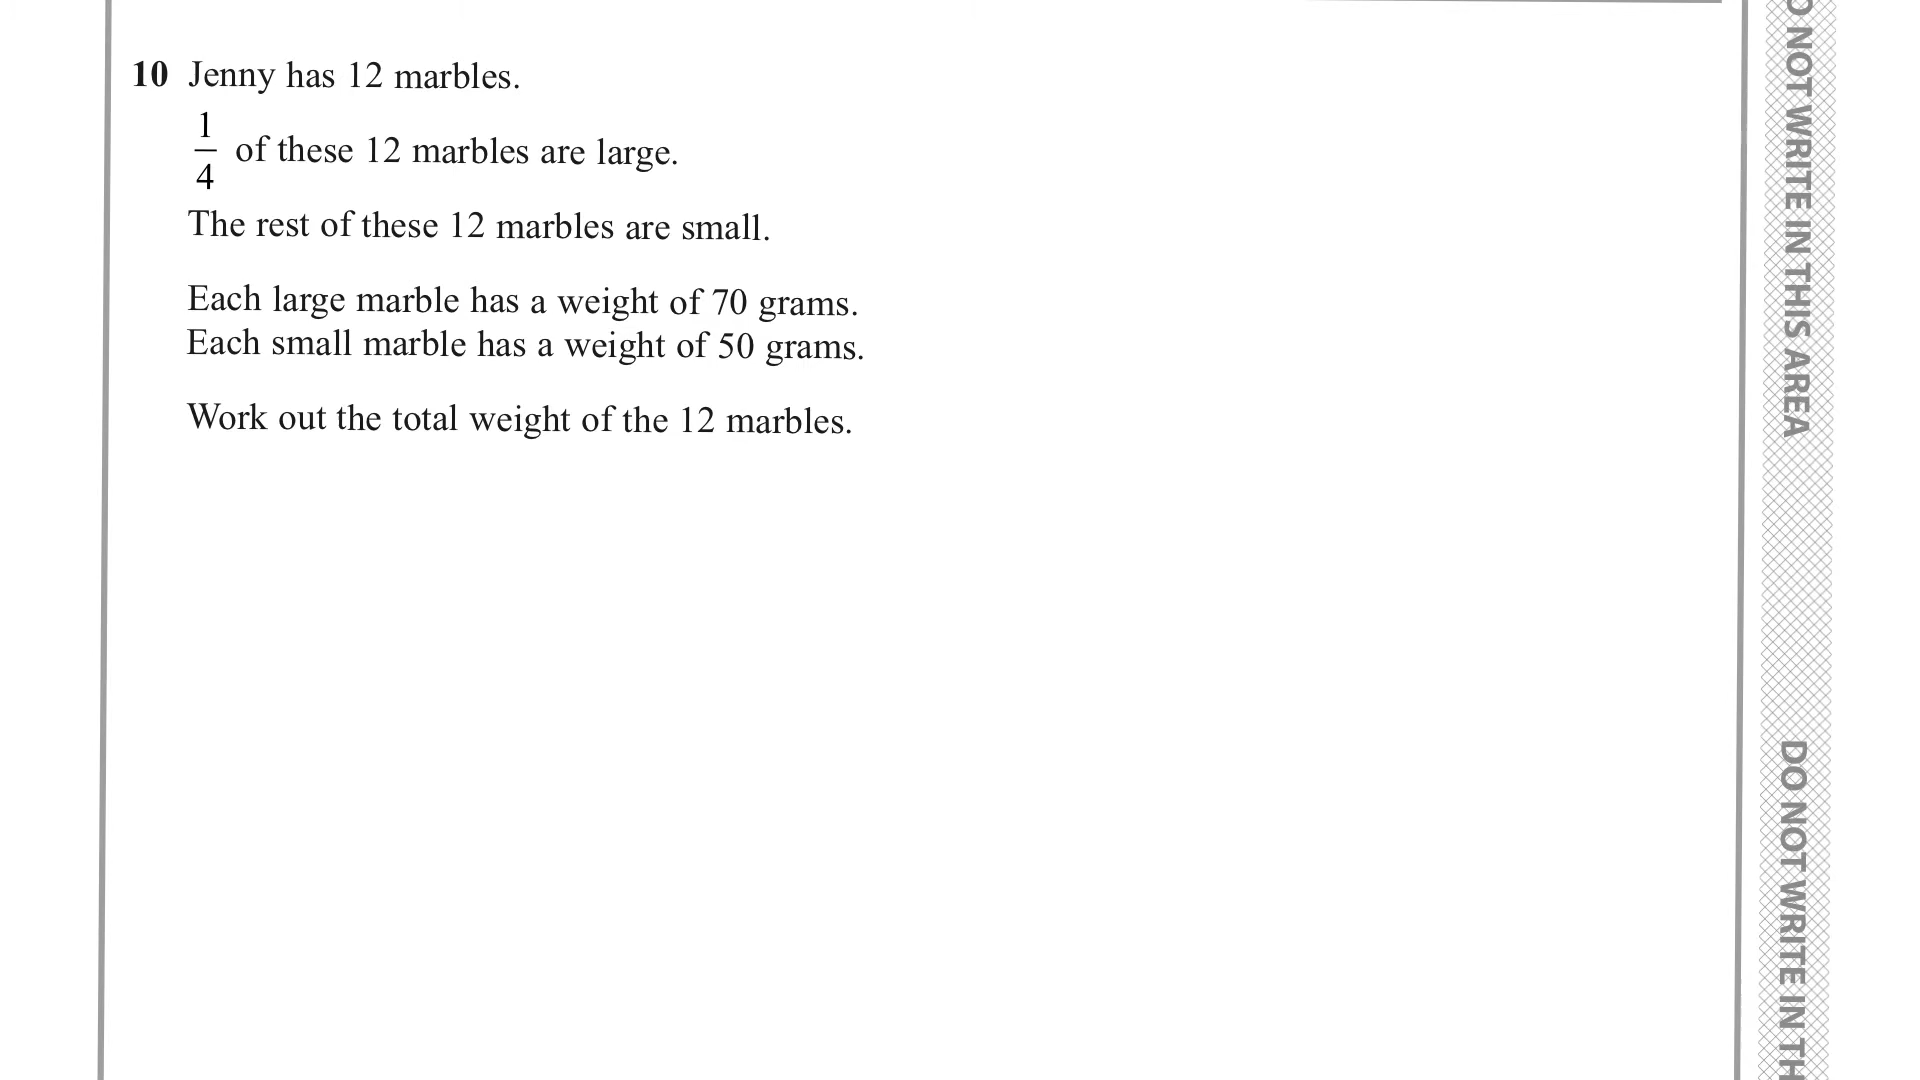 10 Jenny has 12 marbles.
1/4 of these 12 marbles are large.
The rest of these 12 marbles are small.
Each large marble has a weight of 70 grams.
Each small marble has a weight of 50 grams.
Work out the total weight of the 12 marbles.
O NOT WRITE IN THIS AREA
DO NOT WRITE IN TH